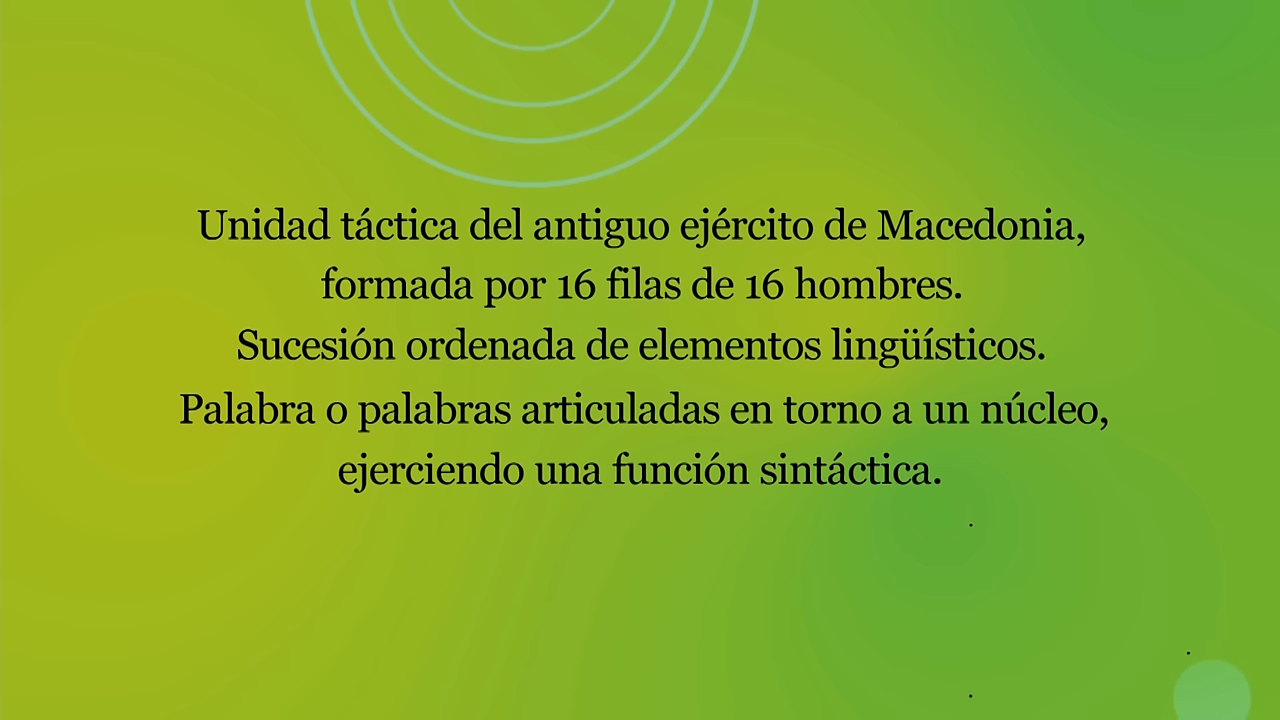 Unidad táctica del antiguo ejército de Macedonia,
formada por 16 filas de 16 hombres.
Sucesión ordenada de elementos lingüísticos.
Palabra o palabras articuladas en torno a un núcleo,
ejerciendo una función sintáctica.